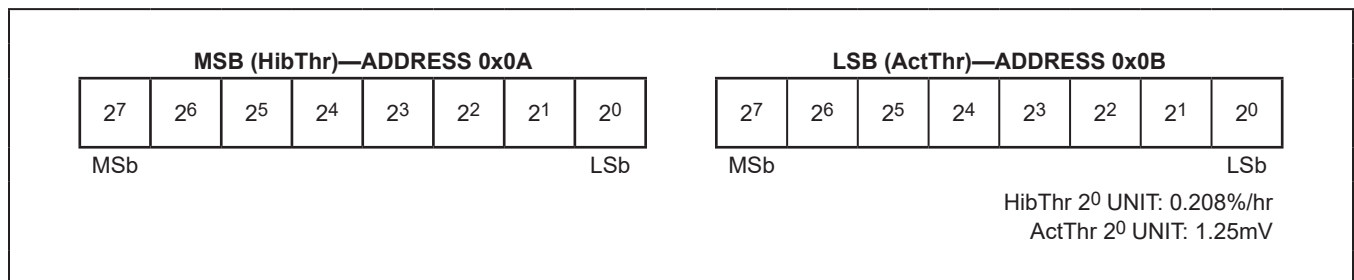 MSB (HibThr)—ADDRESS 0x0A
2⁷ 2⁶ 2⁵ 2⁴ 2³ 2² 2¹ 2⁰
MSb LSb
LSB (ActThr)—ADDRESS 0x0B
2⁷ 2⁶ 2⁵ 2⁴ 2³ 2² 2¹ 2⁰
MSb LSb
HibThr 2⁰ UNIT: 0.208%/hr
ActThr 2⁰ UNIT: 1.25mV